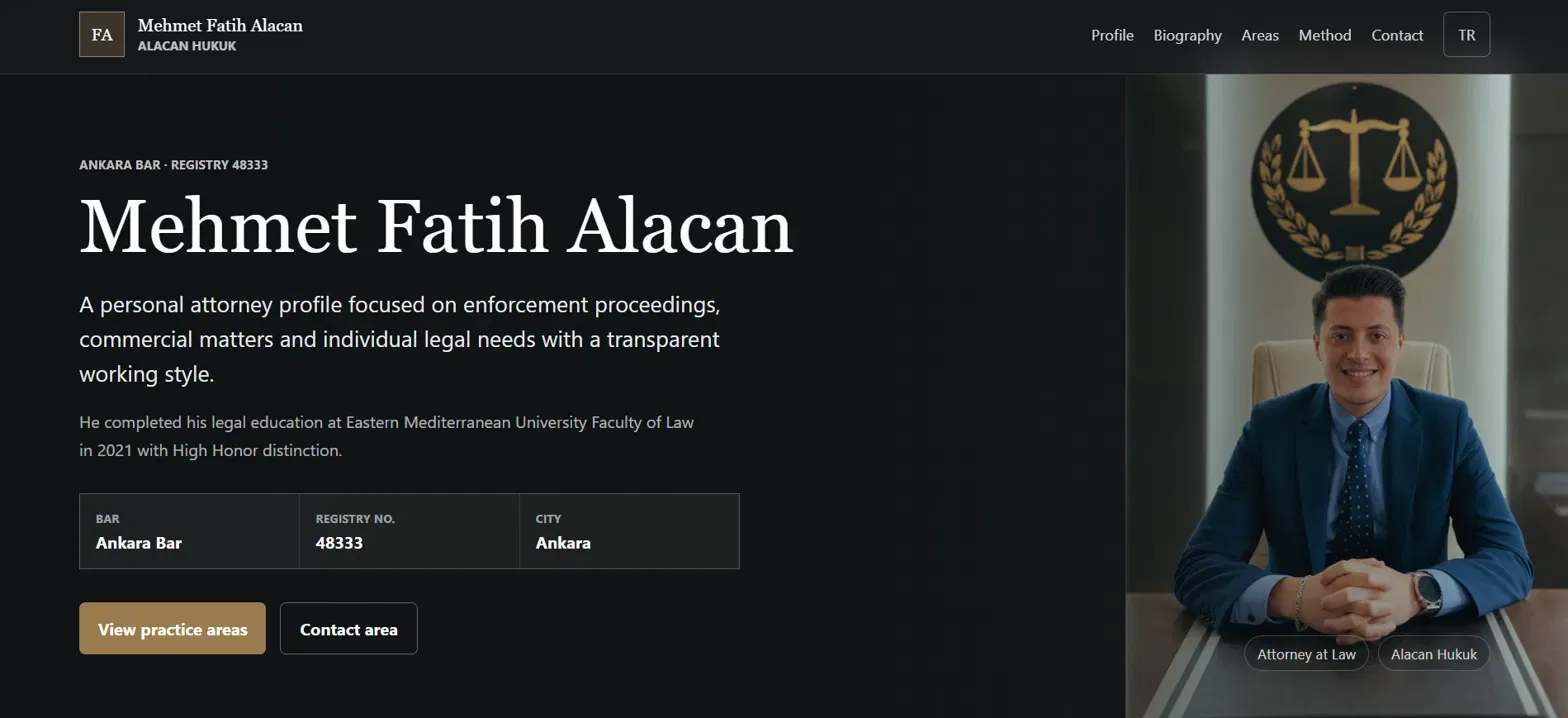 FA
Mehmet Fatih Alacan
ALACAN HUKUK
Profile
Biography
Areas
Method
Contact
TR
ANKARA BAR · REGISTRY 48333
Mehmet Fatih Alacan
A personal attorney profile focused on enforcement proceedings,
commercial matters and individual legal needs with a transparent
working style.
He completed his legal education at Eastern Mediterranean University Faculty of Law
in 2021 with High Honor distinction.
BAR
Ankara Bar
REGISTRY NO.
48333
CITY
Ankara
View practice areas
Contact area
Attorney at Law
Alacan Hukuk